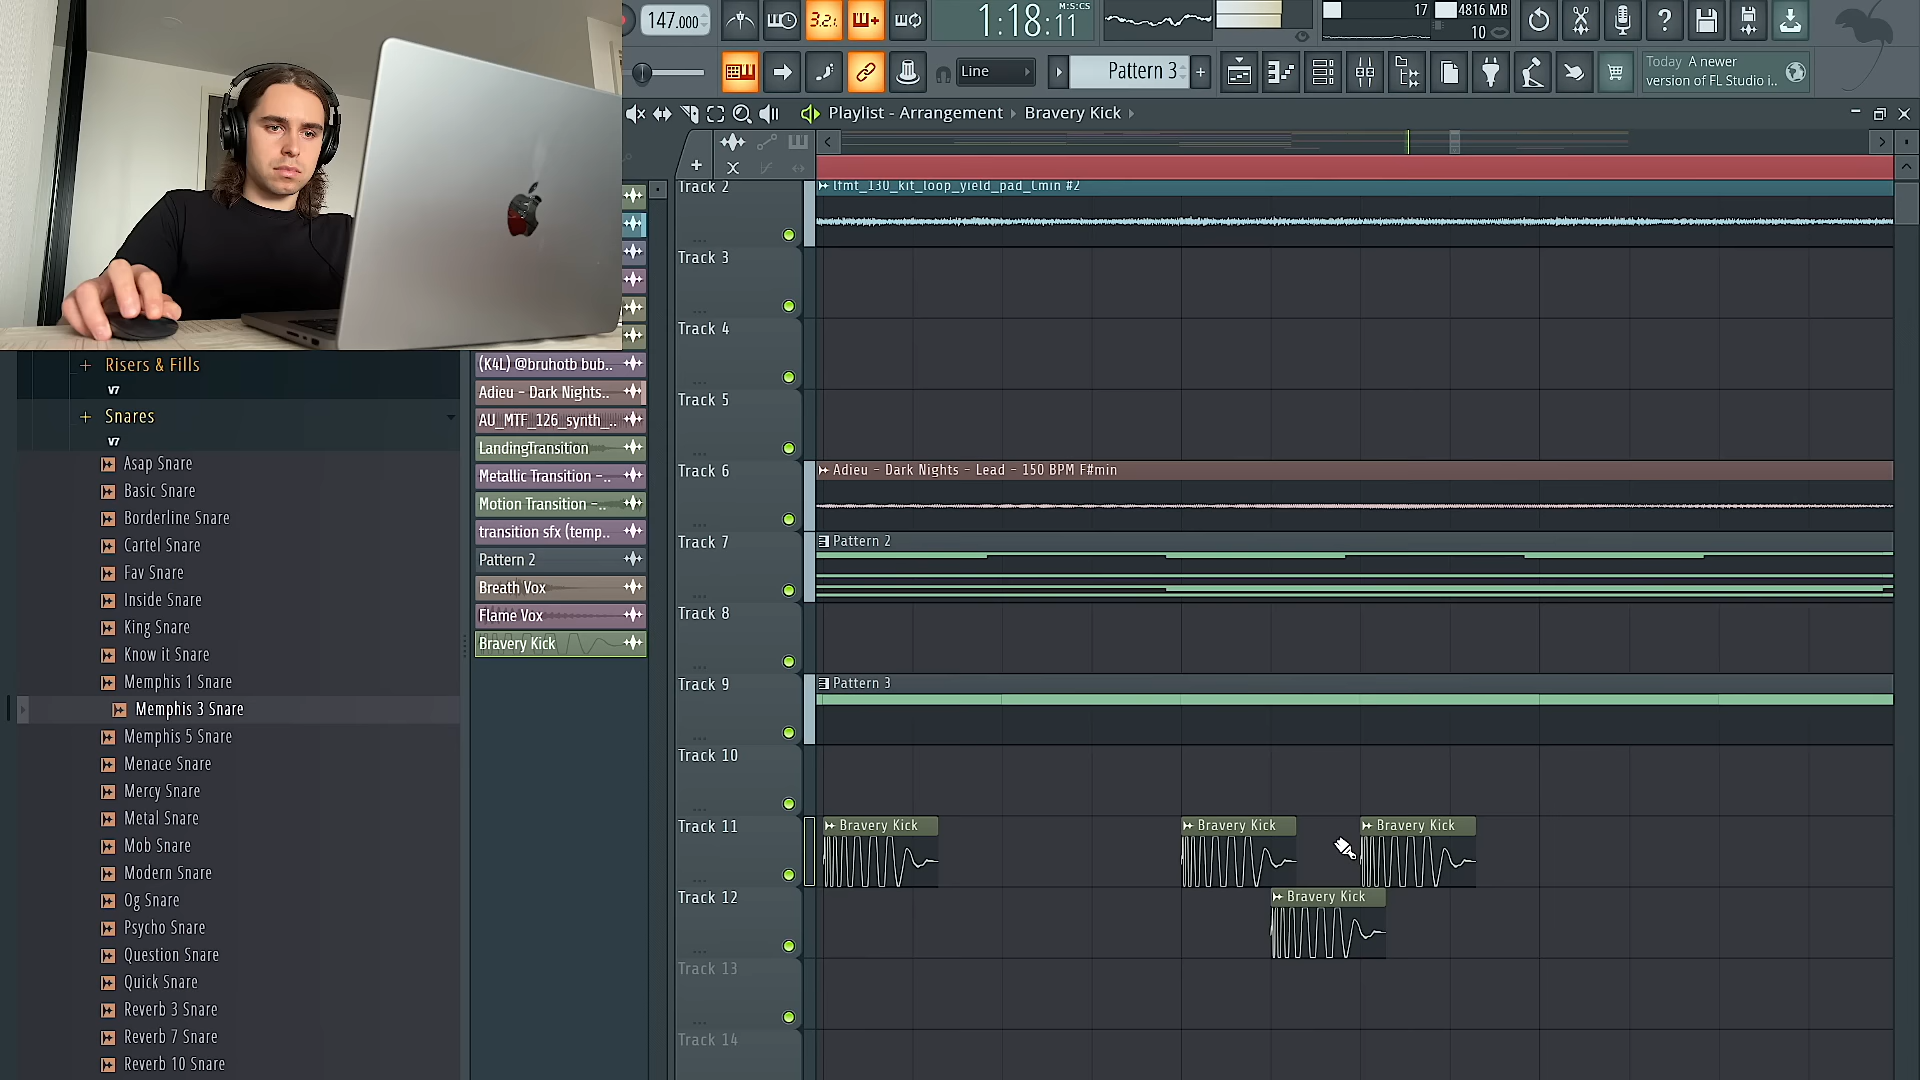 147.000
3.2.
1:18:11
M:S:CS
17
4816 MB
10
Line
Pattern 3
+
Today A newer
version of FL Studio i..
Playlist - Arrangement › Bravery Kick ›
Track 2
lfmt_130_kit_loop_yield_pad_Cmin #2
Track 3
Track 4
Track 5
Track 6
Adieu - Dark Nights - Lead - 150 BPM F#min
Track 7
Pattern 2
Track 8
Track 9
Pattern 3
Track 10
Track 11
Bravery Kick
Bravery Kick
Bravery Kick
Track 12
Bravery Kick
Track 13
Track 14
(K4L) @bruhotb bub..
Adieu - Dark Nights..
AU_MTF_126_synth_..
LandingTransition
Metallic Transition -..
Motion Transition -..
transition sfx (temp..
Pattern 2
Breath Vox
Flame Vox
Bravery Kick
+ Risers & Fills
V7
+ Snares
V7
Asap Snare
Basic Snare
Borderline Snare
Cartel Snare
Fav Snare
Inside Snare
King Snare
Know it Snare
Memphis 1 Snare
Memphis 3 Snare
Memphis 5 Snare
Menace Snare
Mercy Snare
Metal Snare
Mob Snare
Modern Snare
Og Snare
Psycho Snare
Question Snare
Quick Snare
Reverb 3 Snare
Reverb 7 Snare
Reverb 10 Snare